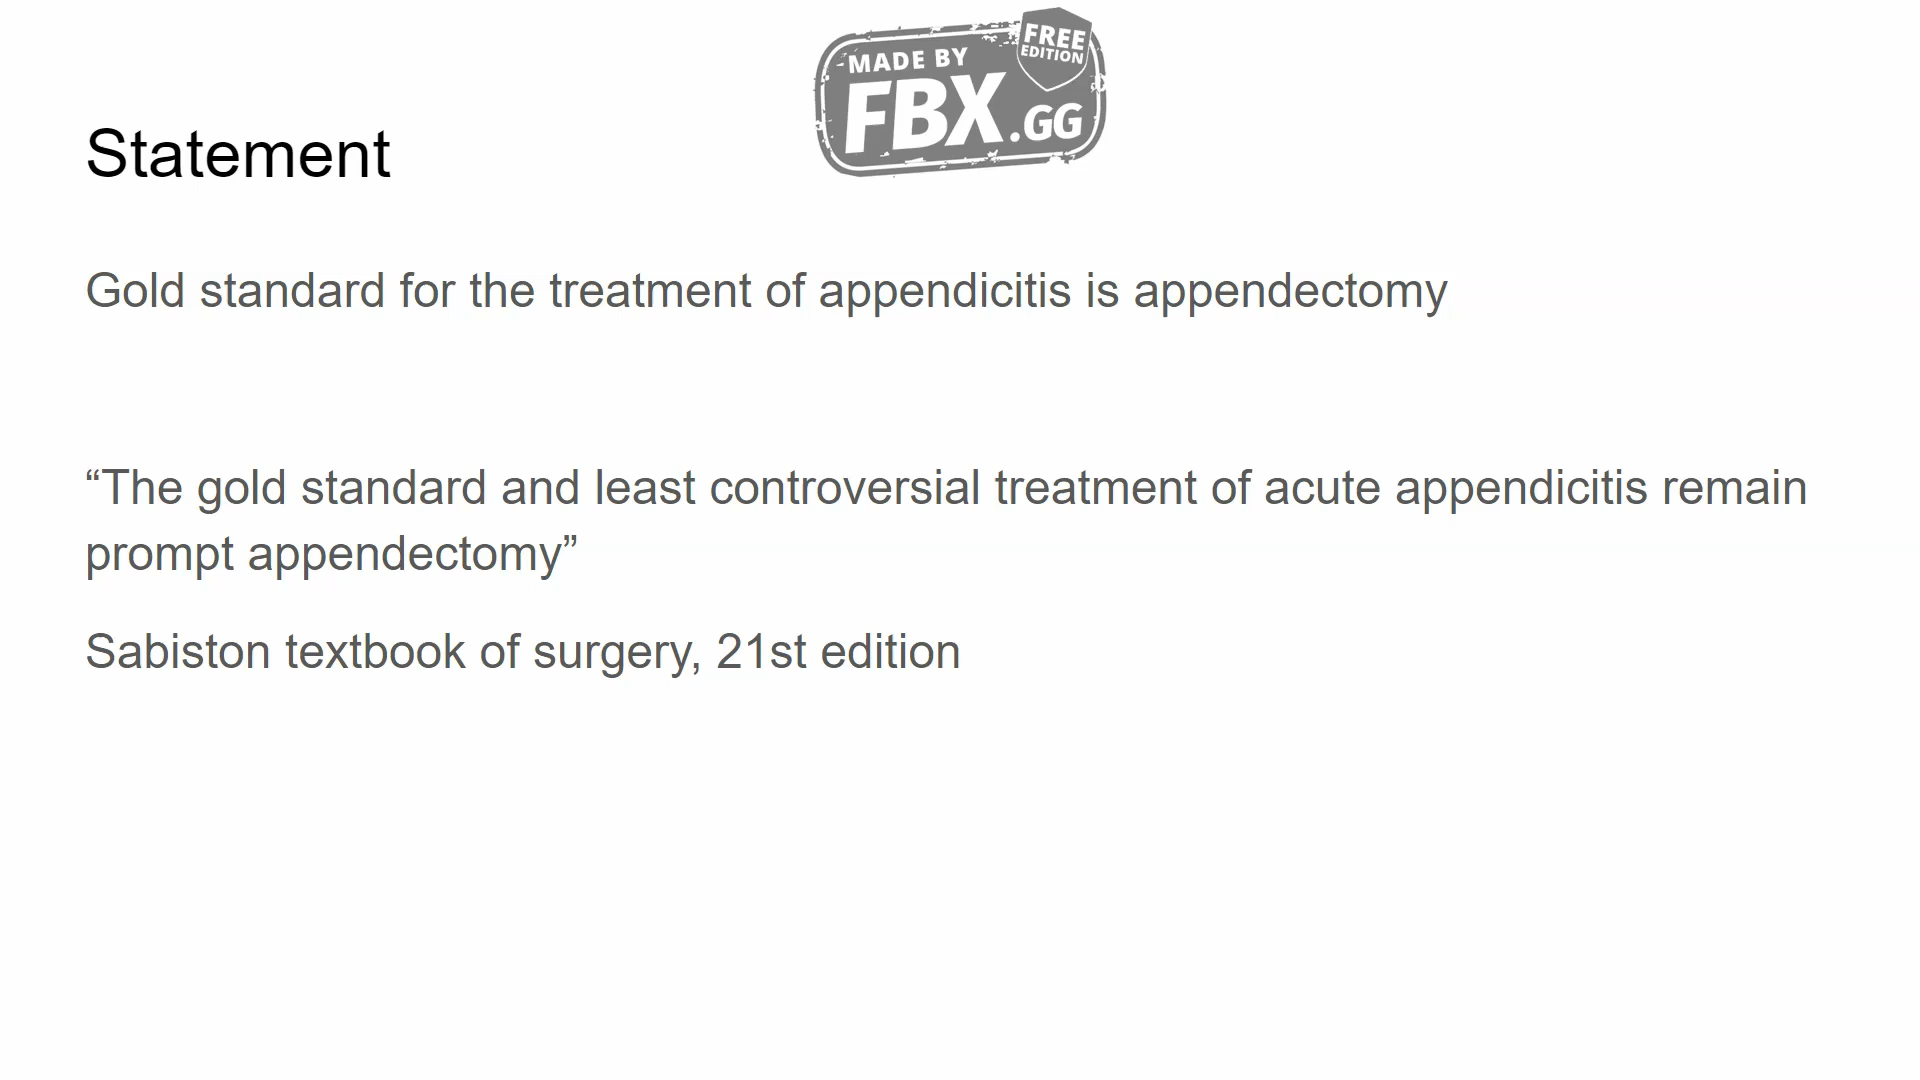 MADE BY
FREE
EDITION
FBX.GG
Statement
Gold standard for the treatment of appendicitis is appendectomy
“The gold standard and least controversial treatment of acute appendicitis remain
prompt appendectomy”
Sabiston textbook of surgery, 21st edition